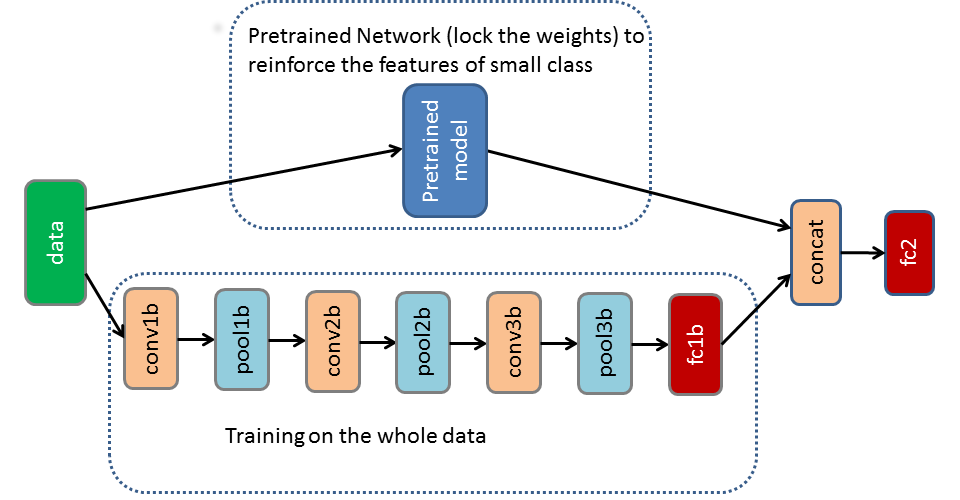 Pretrained Network (lock the weights) to
reinforce the features of small class
Pretrained
model
data
concat
fc2
conv1b
pool1b
conv2b
pool2b
conv3b
pool3b
fc1b
Training on the whole data